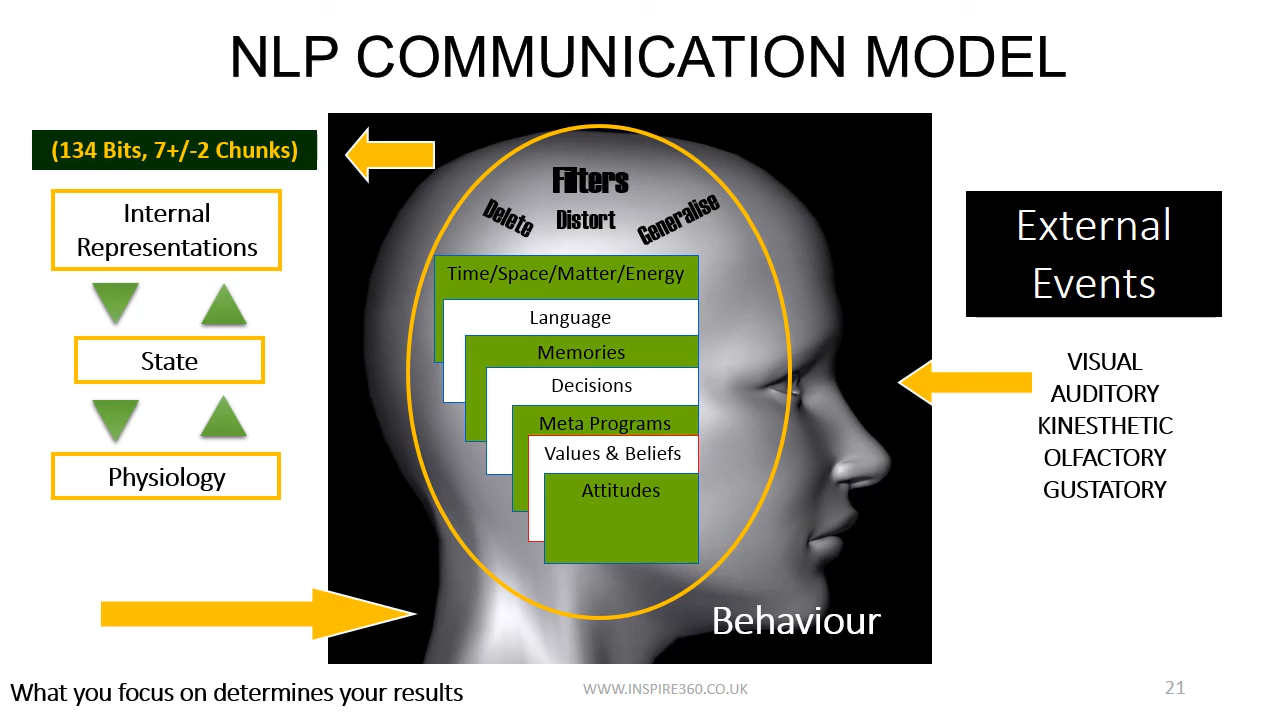 NLP COMMUNICATION MODEL
(134 Bits, 7+/-2 Chunks)
Internal
Representations
State
Physiology
Filters
Delete
Distort
Generalise
Time/Space/Matter/Energy
Language
Memories
Decisions
Meta Programs
Values & Beliefs
Attitudes
Behaviour
External
Events
VISUAL
AUDITORY
KINESTHETIC
OLFACTORY
GUSTATORY
What you focus on determines your results
WWW.INSPIRE360.CO.UK
21